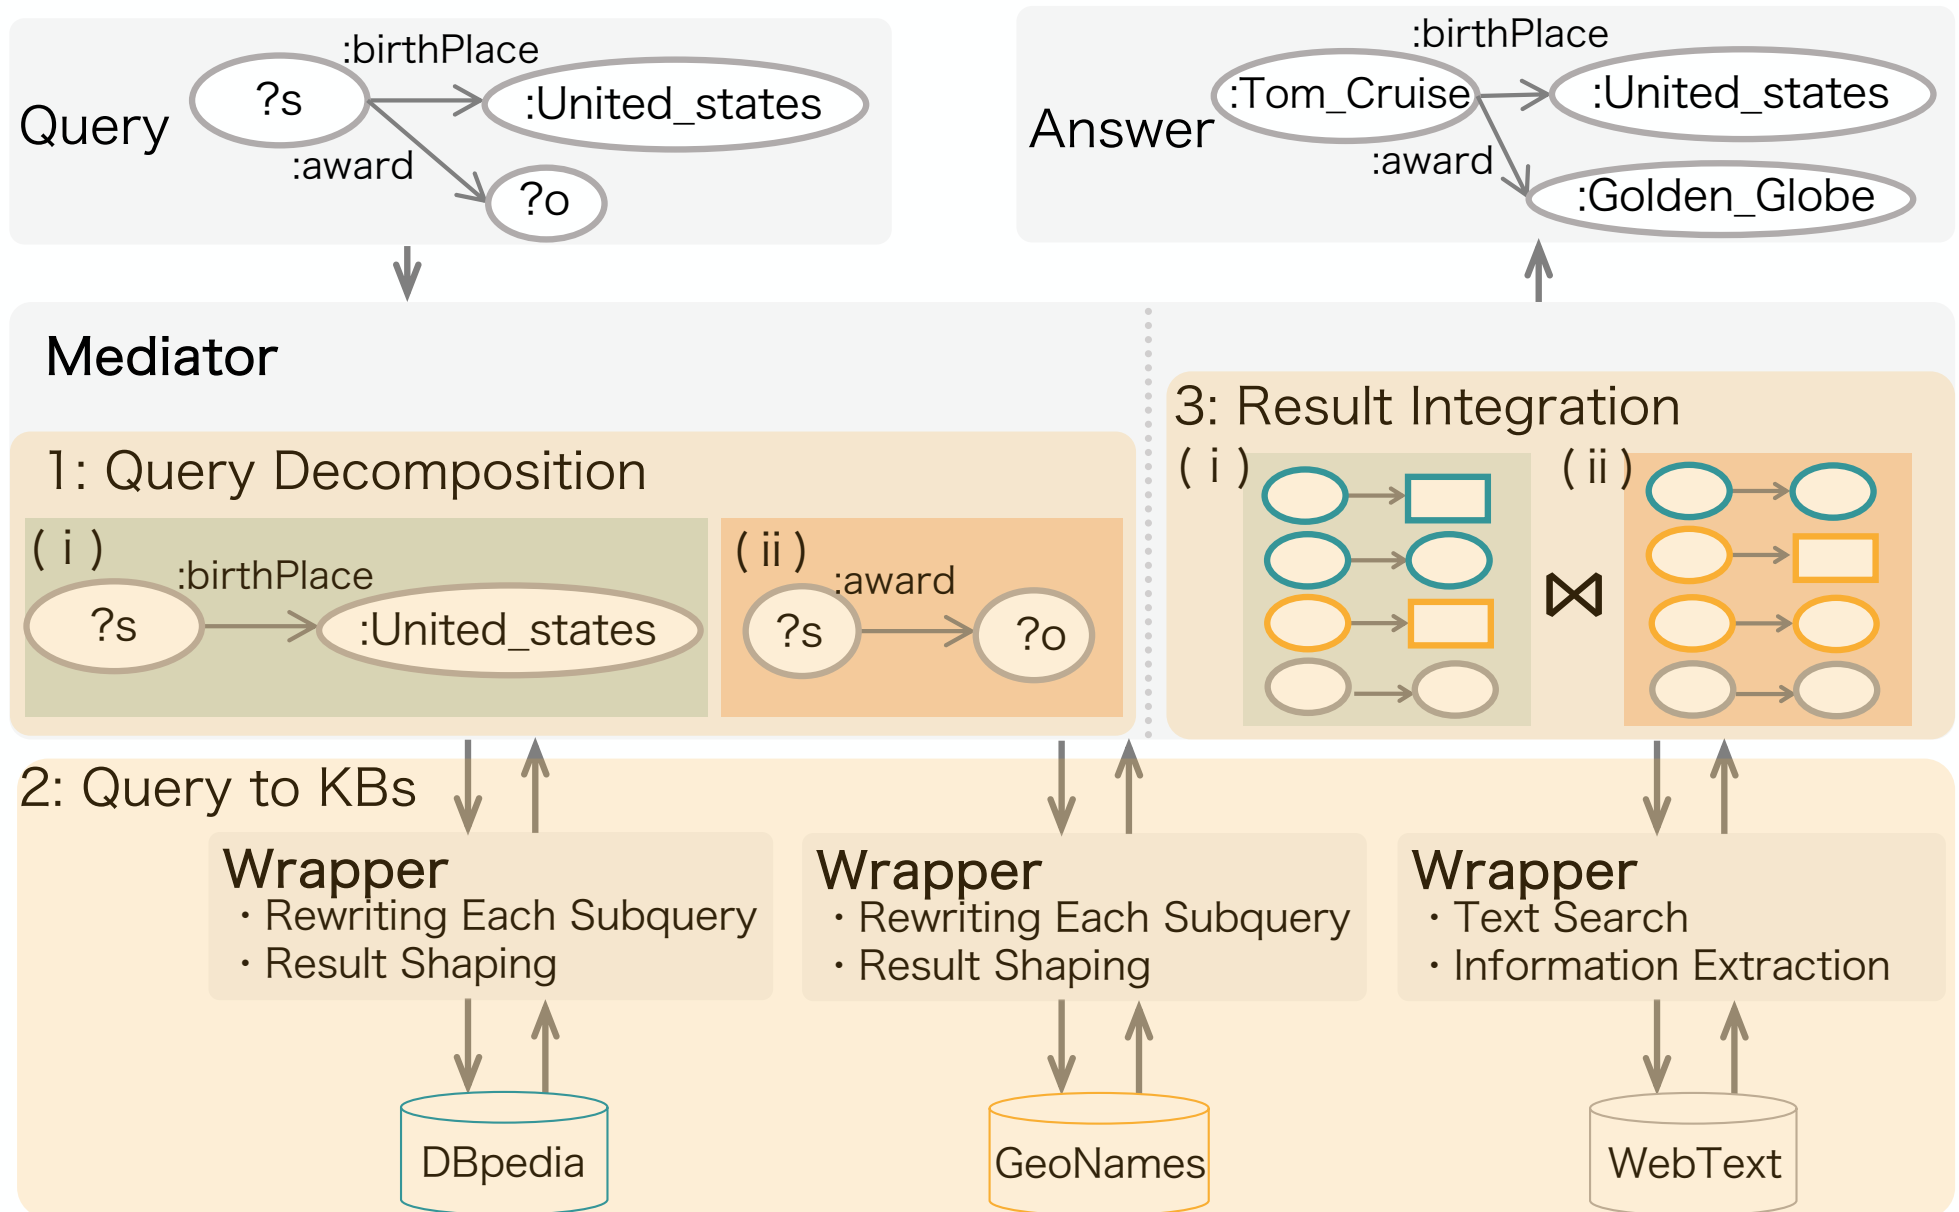 Query
?s
:birthPlace
:United_states
:award
?o
Answer
:Tom_Cruise
:birthPlace
:United_states
:award
:Golden_Globe
Mediator
1: Query Decomposition
( i )
?s
:birthPlace
:United_states
( ii )
?s
:award
?o
3: Result Integration
( i )
⋈
( ii )
2: Query to KBs
Wrapper
・Rewriting Each Subquery
・Result Shaping
Wrapper
・Rewriting Each Subquery
・Result Shaping
Wrapper
・Text Search
・Information Extraction
DBpedia
GeoNames
WebText